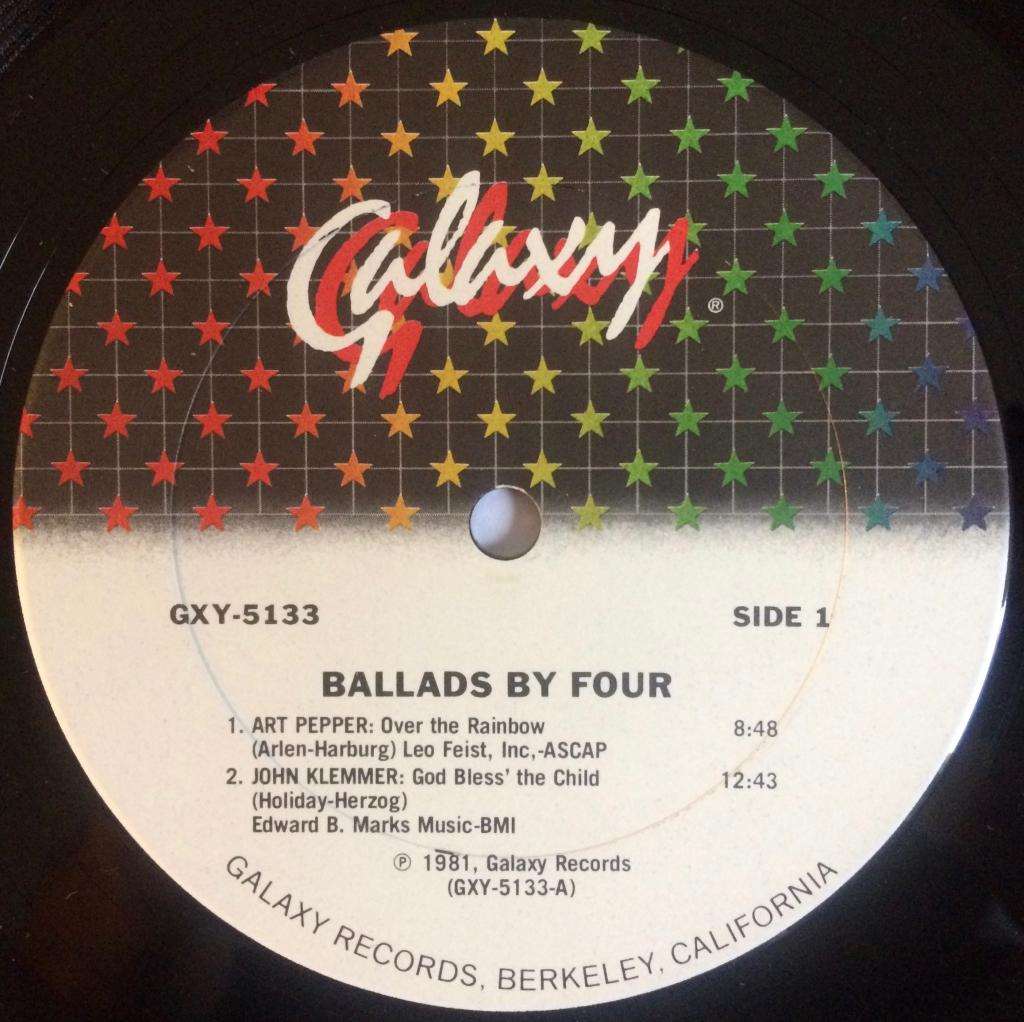 Galaxy ®
GXY-5133
SIDE 1
BALLADS BY FOUR
1. ART PEPPER: Over the Rainbow 8:48
(Arlen-Harburg) Leo Feist, Inc,-ASCAP
2. JOHN KLEMMER: God Bless' the Child 12:43
(Holiday-Herzog)
Edward B. Marks Music-BMI
℗ 1981, Galaxy Records
(GXY-5133-A)
GALAXY RECORDS, BERKELEY, CALIFORNIA